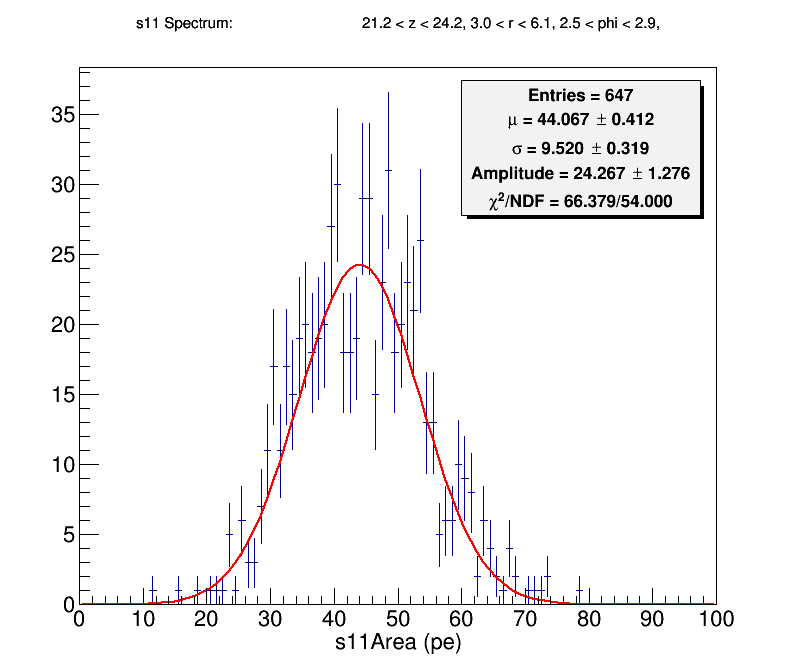 s11 Spectrum: 21.2 < z < 24.2, 3.0 < r < 6.1, 2.5 < phi < 2.9,
Entries = 647
μ = 44.067 ± 0.412
σ = 9.520 ± 0.319
Amplitude = 24.267 ± 1.276
χ²/NDF = 66.379/54.000
35
30
25
20
15
10
5
0
0 10 20 30 40 50 60 70 80 90 100
s11Area (pe)